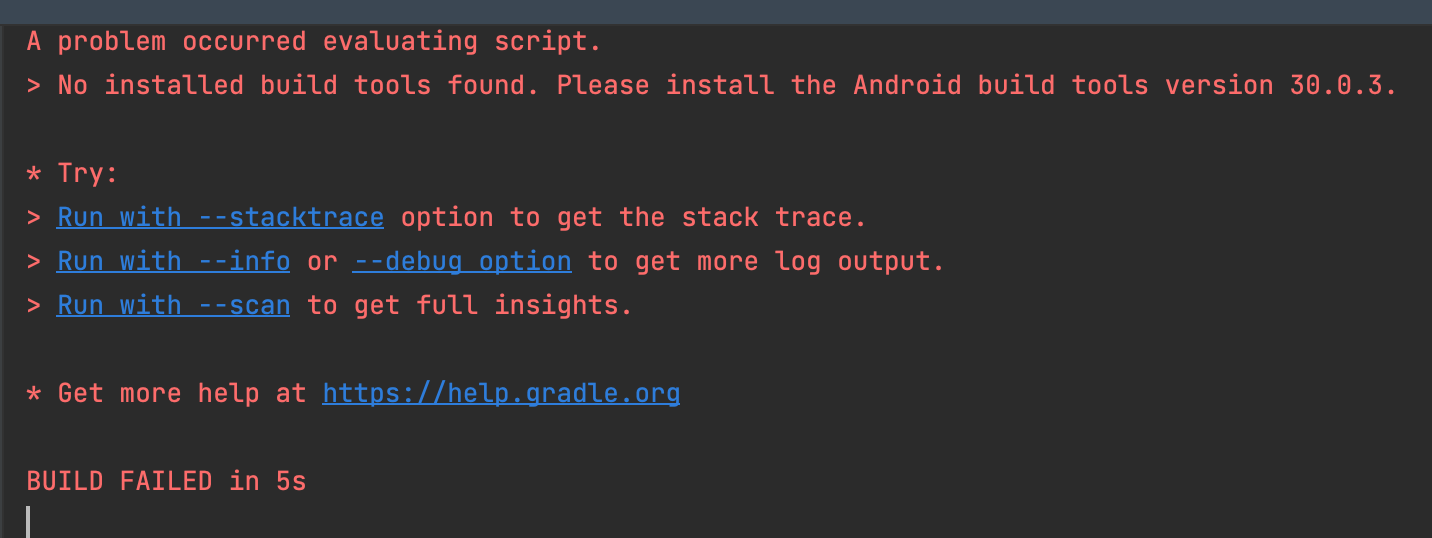 A problem occurred evaluating script.
> No installed build tools found. Please install the Android build tools version 30.0.3.
* Try:
> Run with --stacktrace option to get the stack trace.
> Run with --info or --debug option to get more log output.
> Run with --scan to get full insights.
* Get more help at https://help.gradle.org
BUILD FAILED in 5s